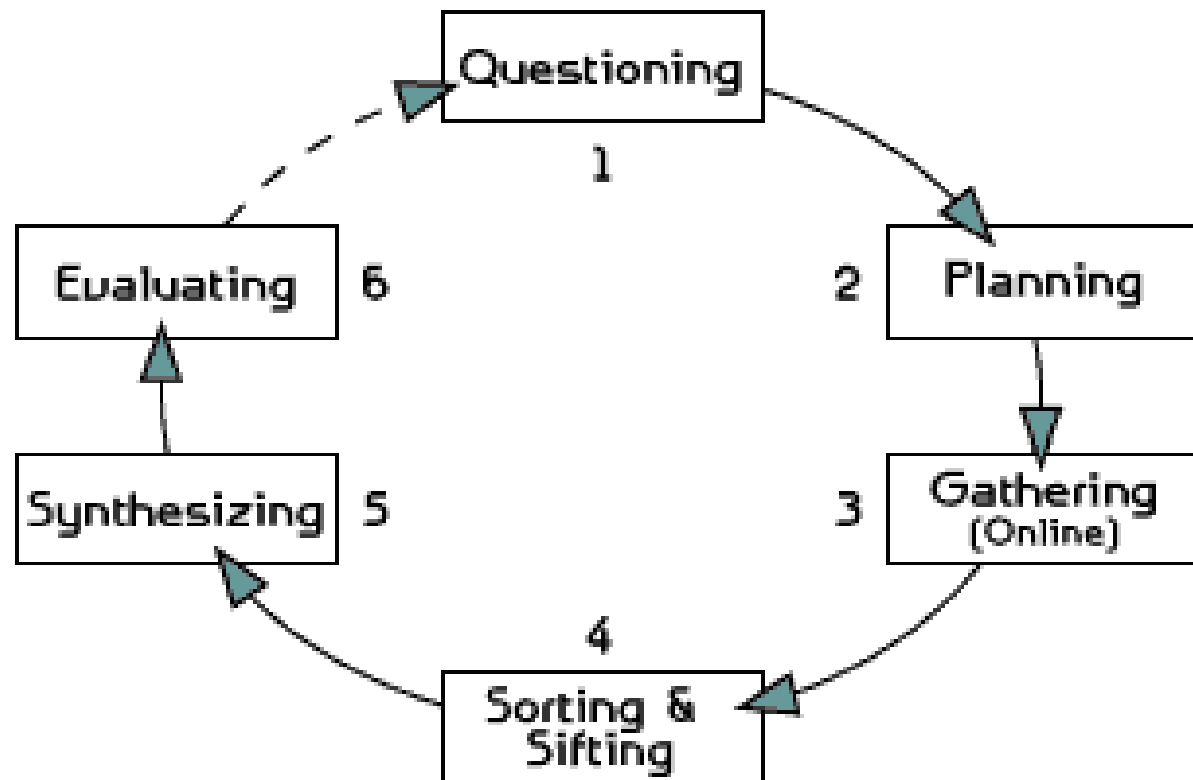 Questioning
1
Planning
2
Gathering
(Online)
3
Sorting &
Sifting
4
Synthesizing
5
Evaluating
6